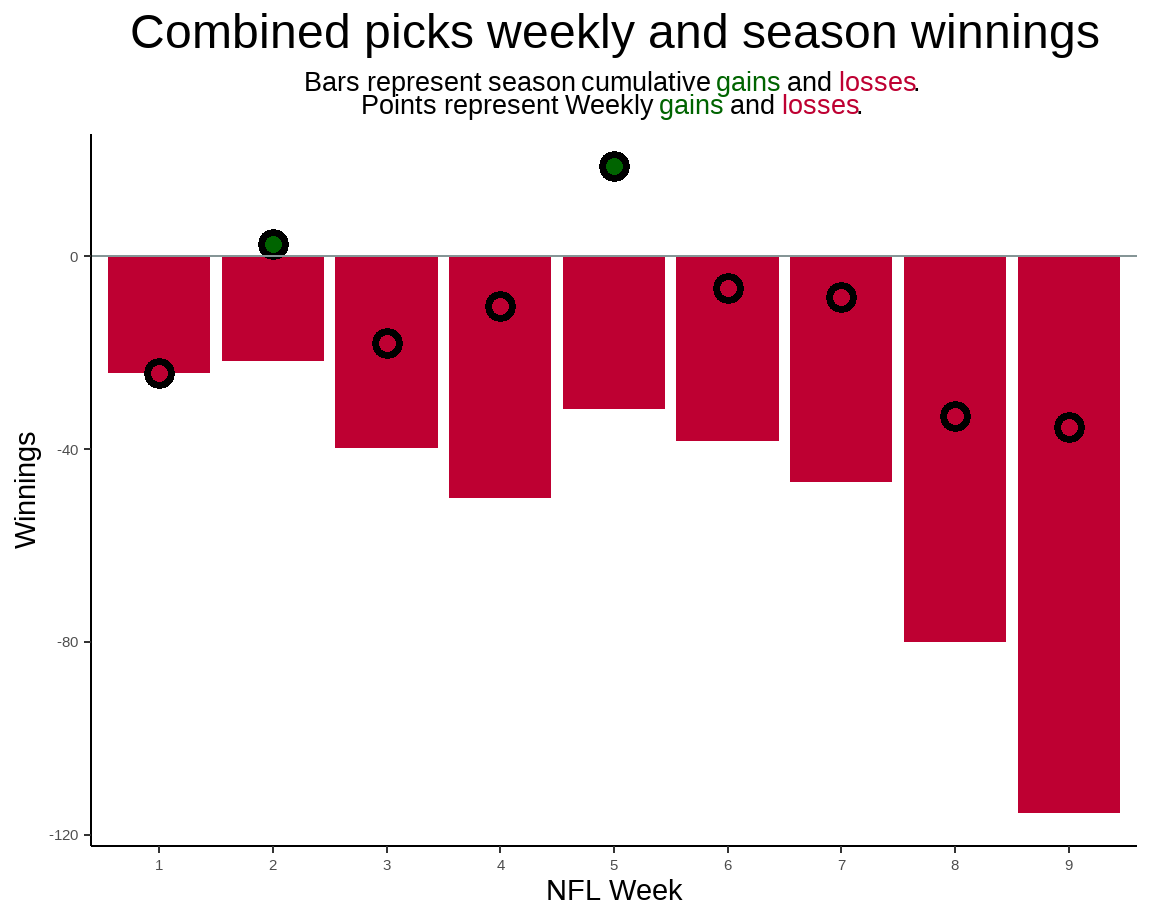 Combined picks weekly and season winnings
Bars represent season cumulative gains and losses.
Points represent Weekly gains and losses.
Winnings
0
-40
-80
-120
1 2 3 4 5 6 7 8 9
NFL Week